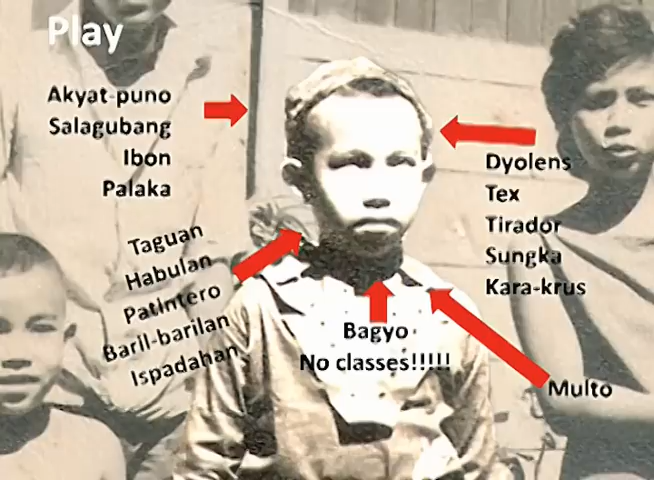 Play
Akyat-puno
Salagubang
Ibon
Palaka
Dyolens
Tex
Tirador
Sungka
Kara-krus
Taguan
Habulan
Patintero
Baril-barilan
Ispadahan
Bagyo
No classes!!!!!
Multo